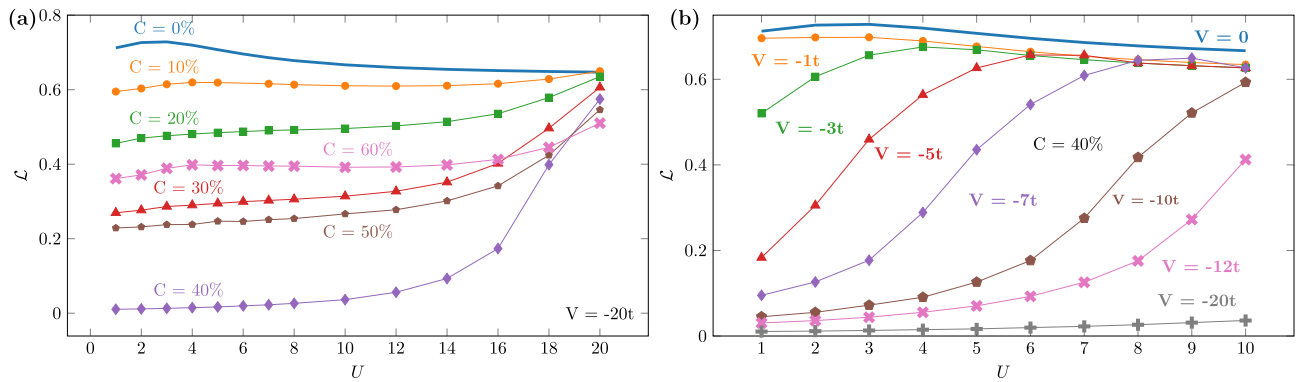 (a)
0.8
0.6
0.4
0.2
0
ℒ
C = 0%
C = 10%
C = 20%
C = 60%
C = 30%
C = 50%
C = 40%
V = -20t
0 2 4 6 8 10 12 14 16 18 20
U
(b)
0.6
0.4
0.2
0
ℒ
V = 0
V = -1t
V = -3t
C = 40%
V = -5t
V = -7t
V = -10t
V = -12t
V = -20t
1 2 3 4 5 6 7 8 9 10
U